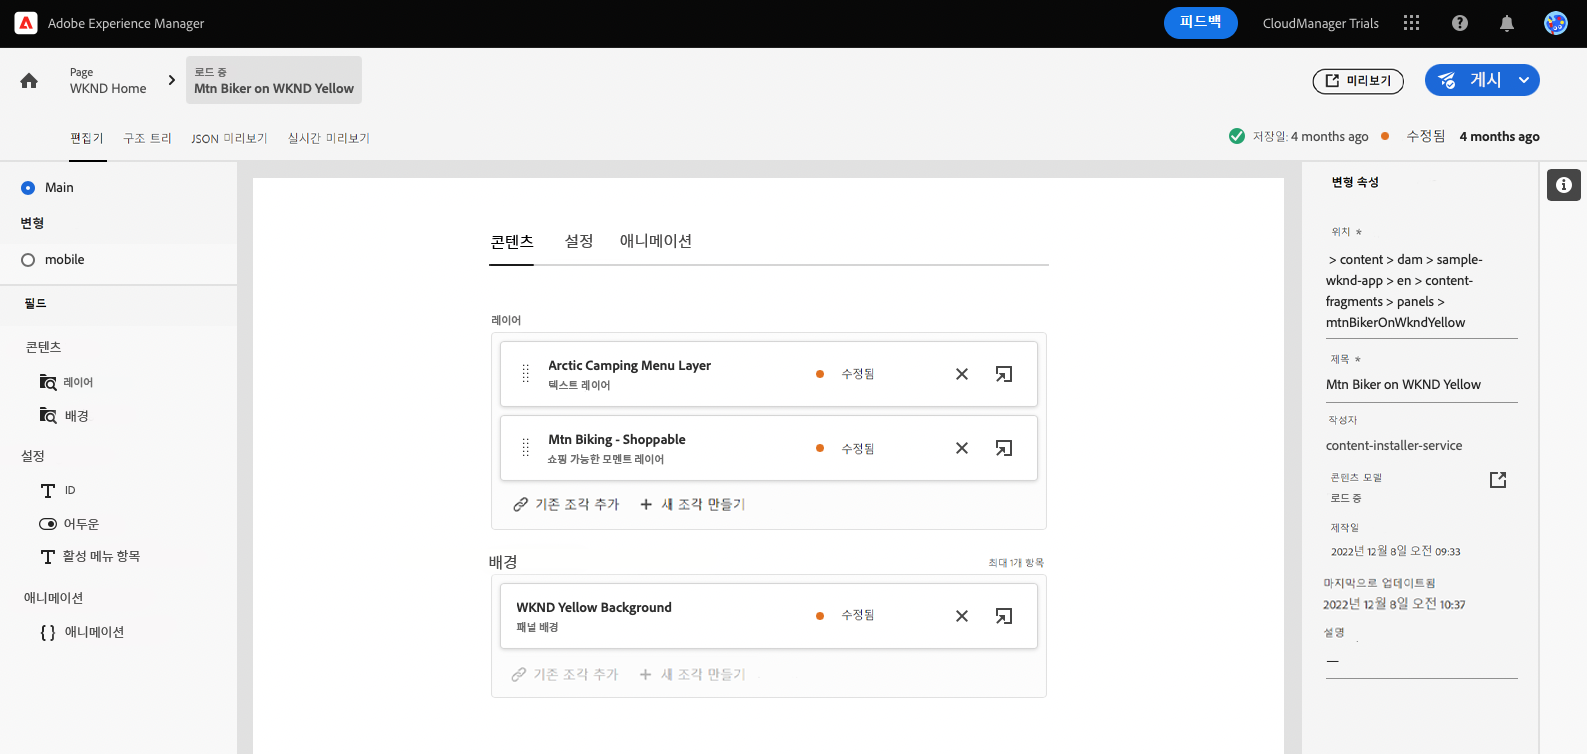 Adobe Experience Manager
피드백
CloudManager Trials
Page
WKND Home
로드 중
Mtn Biker on WKND Yellow
미리보기
게시
편집기
구조 트리
JSON 미리보기
실시간 미리보기
저장일: 4 months ago
수정됨
4 months ago
Main
변형
mobile
필드
콘텐츠
레이어
배경
설정
ID
어두운
활성 메뉴 항목
애니메이션
{ } 애니메이션
콘텐츠
설정
애니메이션
레이어
Arctic Camping Menu Layer
텍스트 레이어
수정됨
Mtn Biking - Shoppable
쇼핑 가능한 모멘트 레이어
수정됨
기존 조각 추가
+ 새 조각 만들기
배경
최대 1개 항목
WKND Yellow Background
패널 배경
수정됨
기존 조각 추가
+ 새 조각 만들기
변형 속성
위치 *
> content > dam > sample-
wknd-app > en > content-
fragments > panels >
mtnBikerOnWkndYellow
제목 *
Mtn Biker on WKND Yellow
작성자
content-installer-service
콘텐츠 모델
로드 중
제작일
2022년 12월 8일 오전 09:33
마지막으로 업데이트됨
2022년 12월 8일 오전 10:37
설명
—